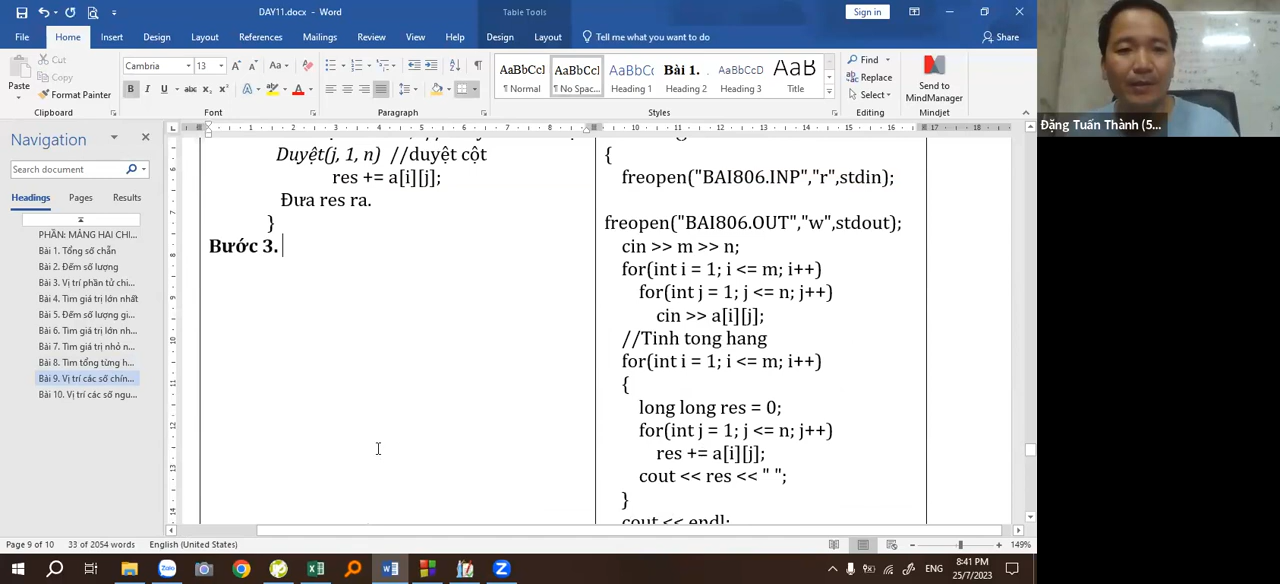 DAY11.docx - Word
Table Tools
Sign in
File
Home
Insert
Design
Layout
References
Mailings
Review
View
Help
Design
Layout
Tell me what you want to do
Share
Paste
Cut
Copy
Format Painter
Clipboard
Cambria
13
Font
Paragraph
AaBbCcI
¶ Normal
AaBbCcI
¶ No Spac...
AaBbC(
Heading 1
Bài 1.
Heading 2
AaBbCcD
Heading 3
AaB
Title
Styles
Find
Replace
Select
Editing
Send to
MindManager
Mindjet
Đặng Tuấn Thành (5...
Navigation
Search document
Headings
Pages
Results
PHẦN: MẢNG HAI CHI...
Bài 1. Tổng số chẵn
Bài 2. Đếm số lượng
Bài 3. Vị trí phần tử chi...
Bài 4. Tìm giá trị lớn nhất
Bài 5. Đếm số lượng gi...
Bài 6. Tìm giá trị lớn nh...
Bài 7. Tìm giá trị nhỏ n...
Bài 8. Tìm tổng từng h...
Bài 9. Vị trí các số chín...
Bài 10. Vị trí các số ngu...
Duyệt(j, 1, n) //duyệt cột
res += a[i][j];
Đưa res ra.
}
Bước 3.
{
freopen("BAI806.INP","r",stdin);
freopen("BAI806.OUT","w",stdout);
cin >> m >> n;
for(int i = 1; i <= m; i++)
for(int j = 1; j <= n; j++)
cin >> a[i][j];
//Tinh tong hang
for(int i = 1; i <= m; i++)
{
long long res = 0;
for(int j = 1; j <= n; j++)
res += a[i][j];
cout << res << " ";
}
cout << endl;
Page 9 of 10
33 of 2054 words
English (United States)
149%
ENG
8:41 PM
25/7/2023